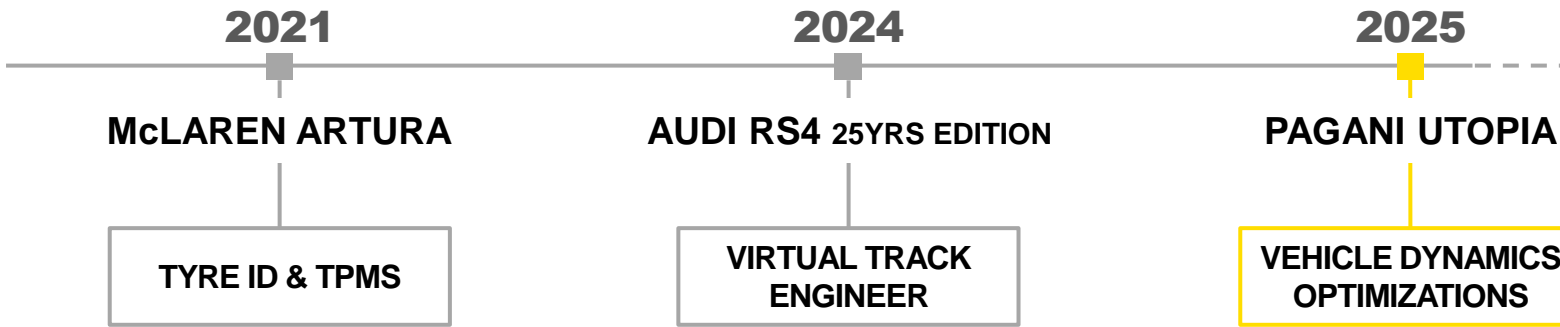 2021
2024
2025
McLAREN ARTURA
AUDI RS4 25YRS EDITION
PAGANI UTOPIA
TYRE ID & TPMS
VIRTUAL TRACK
ENGINEER
VEHICLE DYNAMICS
OPTIMIZATIONS